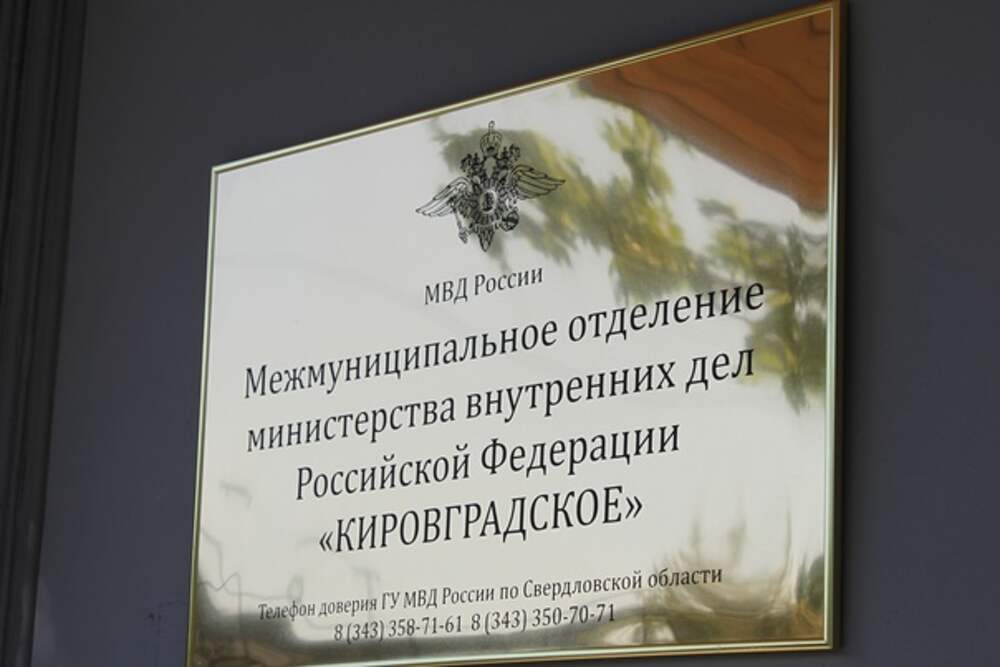 МВД России
Межмуниципальное отделение
министерства внутренних дел
Российской Федерации
«КИРОВГРАДСКОЕ»
Телефон доверия ГУ МВД России по Свердловской области
8 (343) 358-71-61 8 (343) 350-70-71